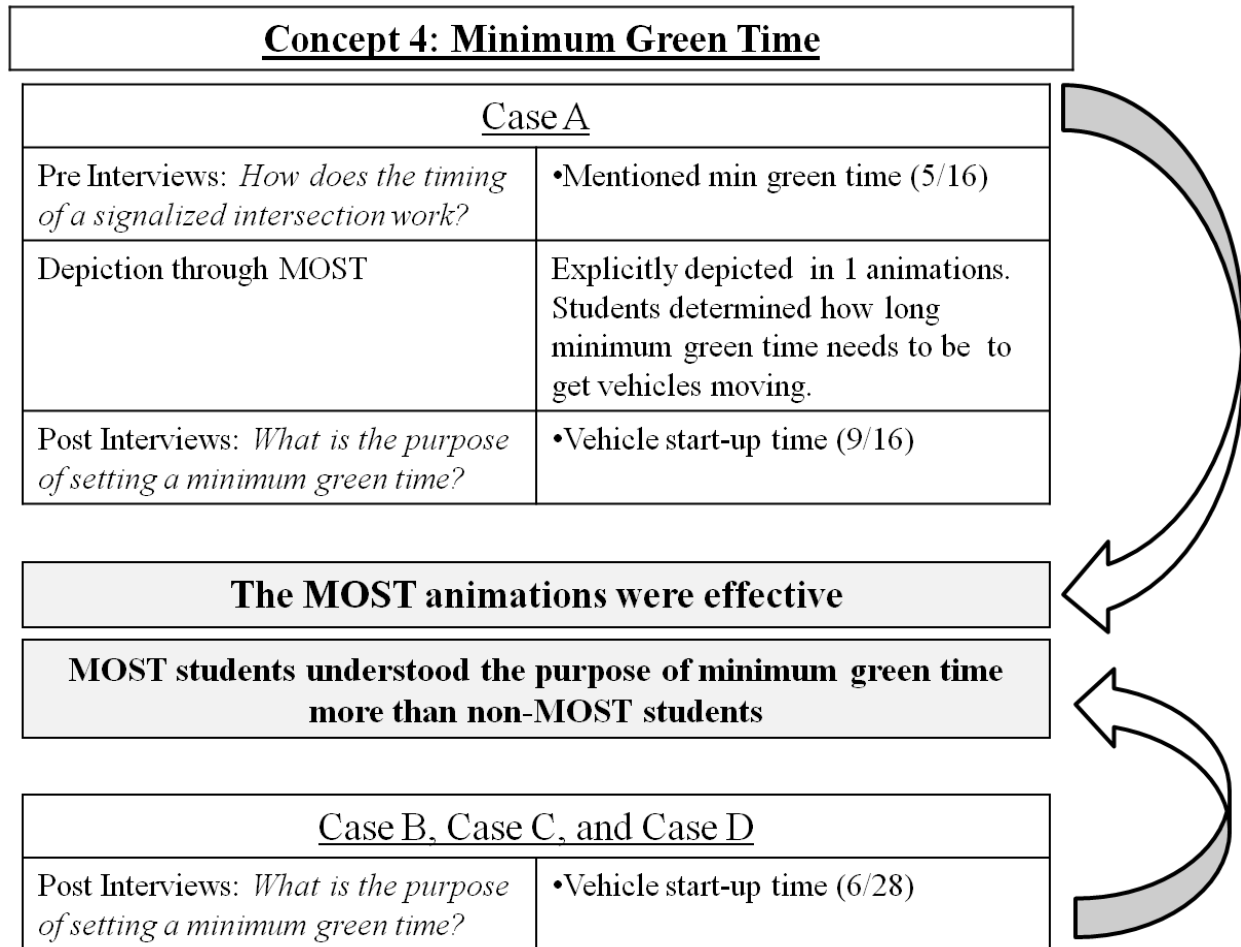 Concept 4: Minimum Green Time
Case A
Pre Interviews: How does the timing
of a signalized intersection work?
•Mentioned min green time (5/16)
Depiction through MOST
Explicitly depicted in 1 animations.
Students determined how long
minimum green time needs to be to
get vehicles moving.
Post Interviews: What is the purpose
of setting a minimum green time?
•Vehicle start-up time (9/16)
The MOST animations were effective
MOST students understood the purpose of minimum green time
more than non-MOST students
Case B, Case C, and Case D
Post Interviews: What is the purpose
of setting a minimum green time?
•Vehicle start-up time (6/28)